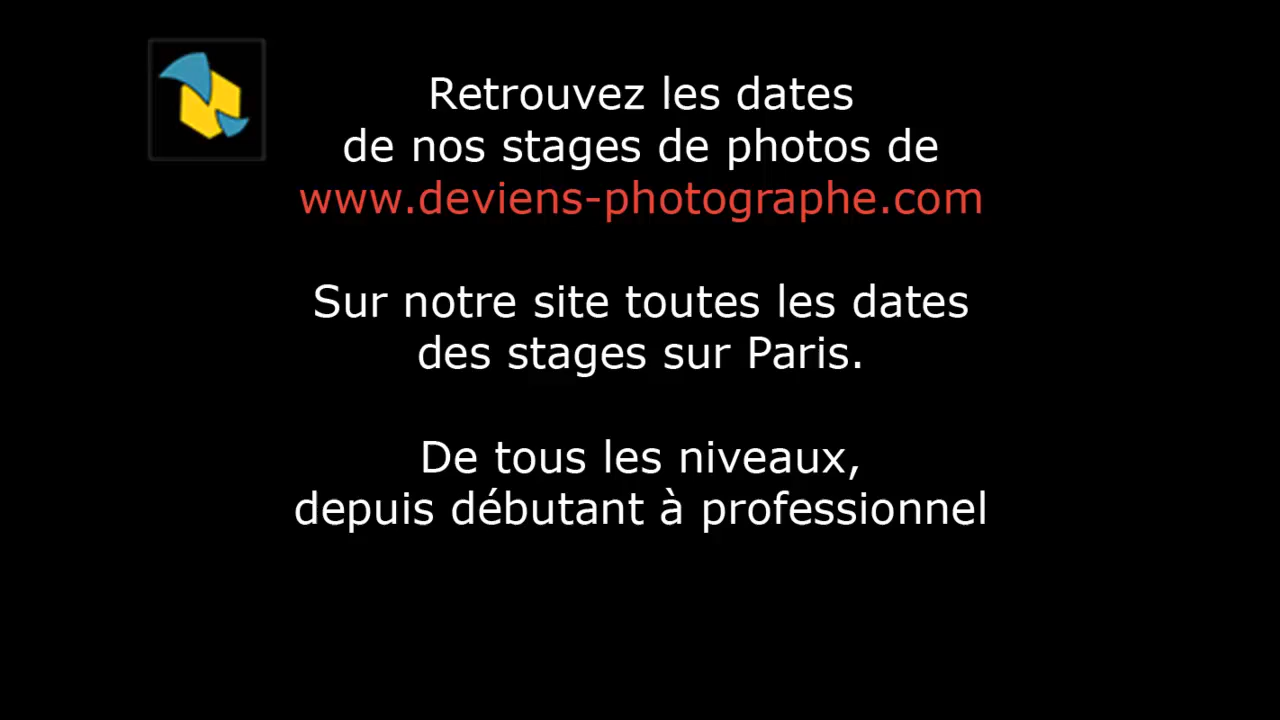 Retrouvez les dates
de nos stages de photos de
www.deviens-photographe.com
Sur notre site toutes les dates
des stages sur Paris.
De tous les niveaux,
depuis débutant à professionnel